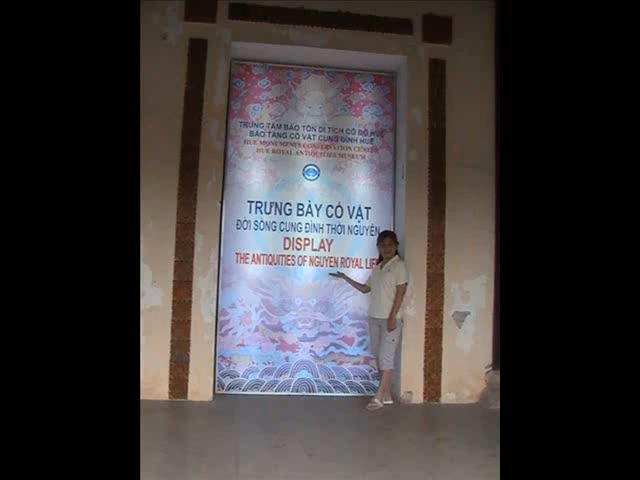 TRUNG TÂM BẢO TỒN DI TÍCH CỐ ĐÔ HUẾ
BẢO TÀNG CỔ VẬT CUNG ĐÌNH HUẾ
HUE MONUMENTS CONSERVATION CENTER
HUE ROYAL ANTIQUITIES MUSEUM
TRƯNG BÀY CỔ VẬT
ĐỜI SỐNG CUNG ĐÌNH THỜI NGUYỄN
DISPLAY
THE ANTIQUITIES OF NGUYEN ROYAL LIFE